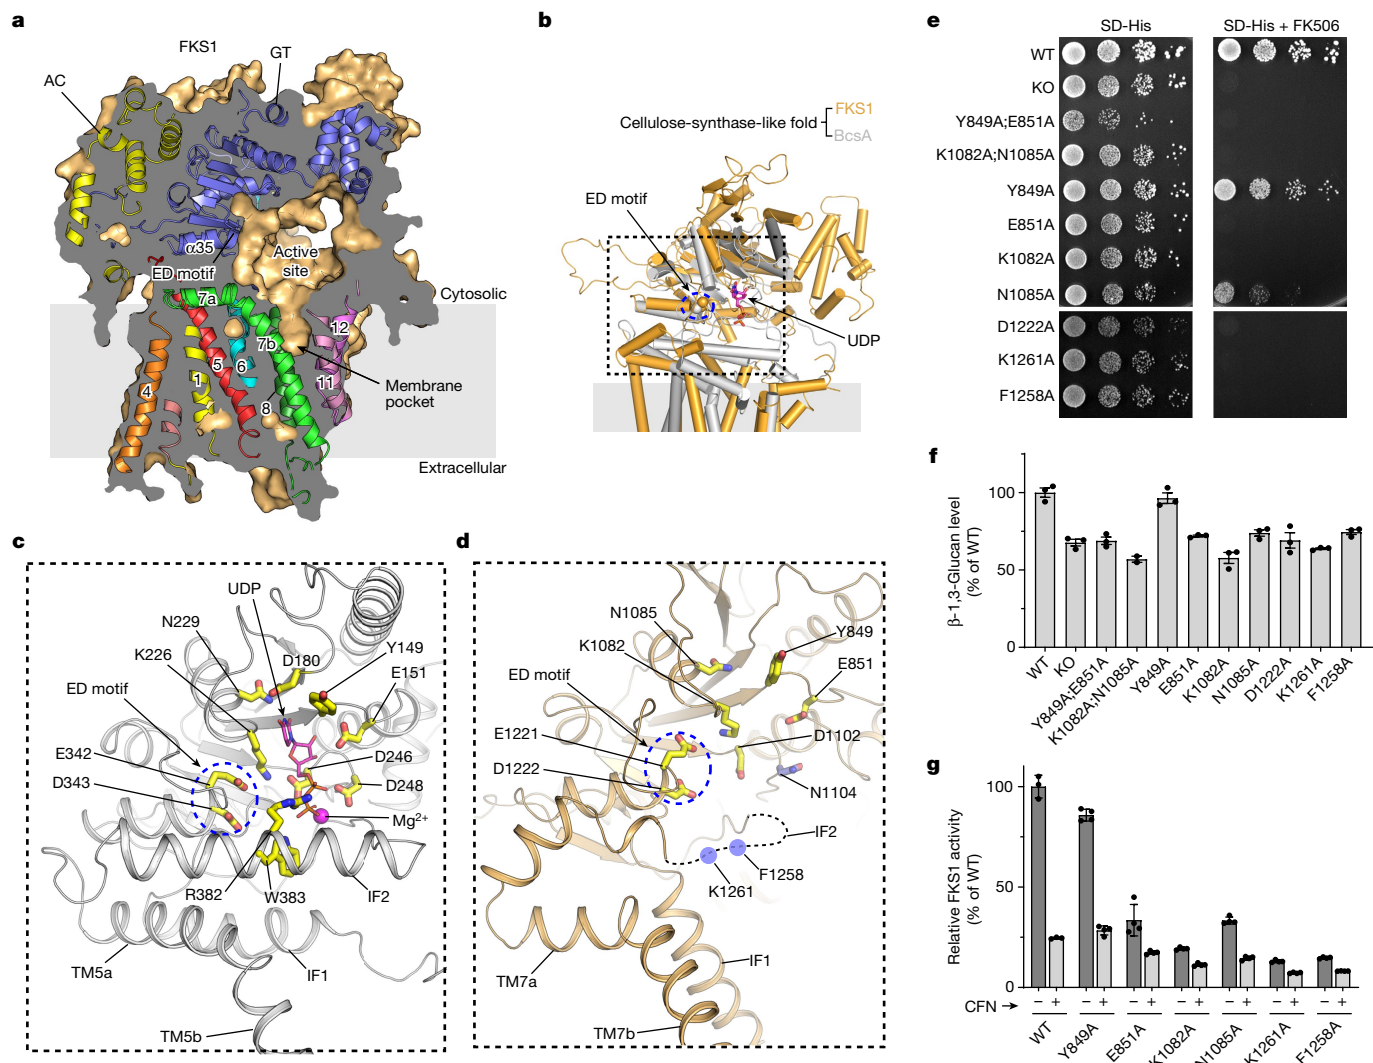 a
FKS1
GT
AC
α35
Active
site
ED motif
Cytosolic
7a
12
7b
5
6
1
4
11
8
Membrane
pocket
Extracellular
b
FKS1
Cellulose-synthase-like fold
BcsA
ED motif
UDP
c
UDP
N229
D180
Y149
K226
E151
ED motif
E342
D246
D343
D248
Mg2+
R382
W383
IF2
TM5a
IF1
TM5b
d
N1085
Y849
K1082
E851
ED motif
E1221
D1102
D1222
N1104
IF2
F1258
K1261
IF1
TM7a
TM7b
e
SD-His
SD-His + FK506
WT
KO
Y849A;E851A
K1082A;N1085A
Y849A
E851A
K1082A
N1085A
D1222A
K1261A
F1258A
f
β-1,3-Glucan level
(% of WT)
100
50
0
WT
KO
Y849A;E851A
K1082A;N1085A
Y849A
E851A
K1082A
N1085A
D1222A
K1261A
F1258A
g
Relative FKS1 activity
(% of WT)
100
50
0
CFN − + − + − + − + − + − + − +
WT
Y849A
E851A
K1082A
N1085A
K1261A
F1258A